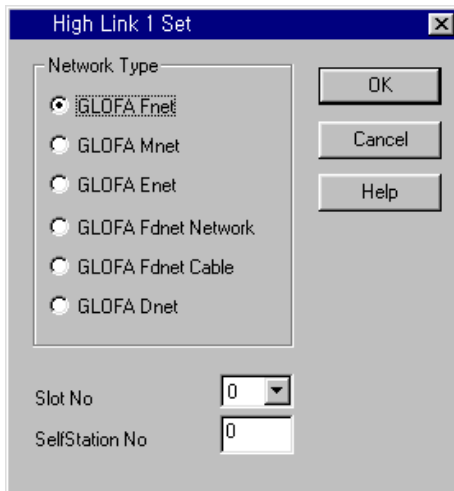 High Link 1 Set
Network Type
GLOFA Fnet
GLOFA Mnet
GLOFA Enet
GLOFA Fdnet Network
GLOFA Fdnet Cable
GLOFA Dnet
OK
Cancel
Help
Slot No
0
SelfStation No
0